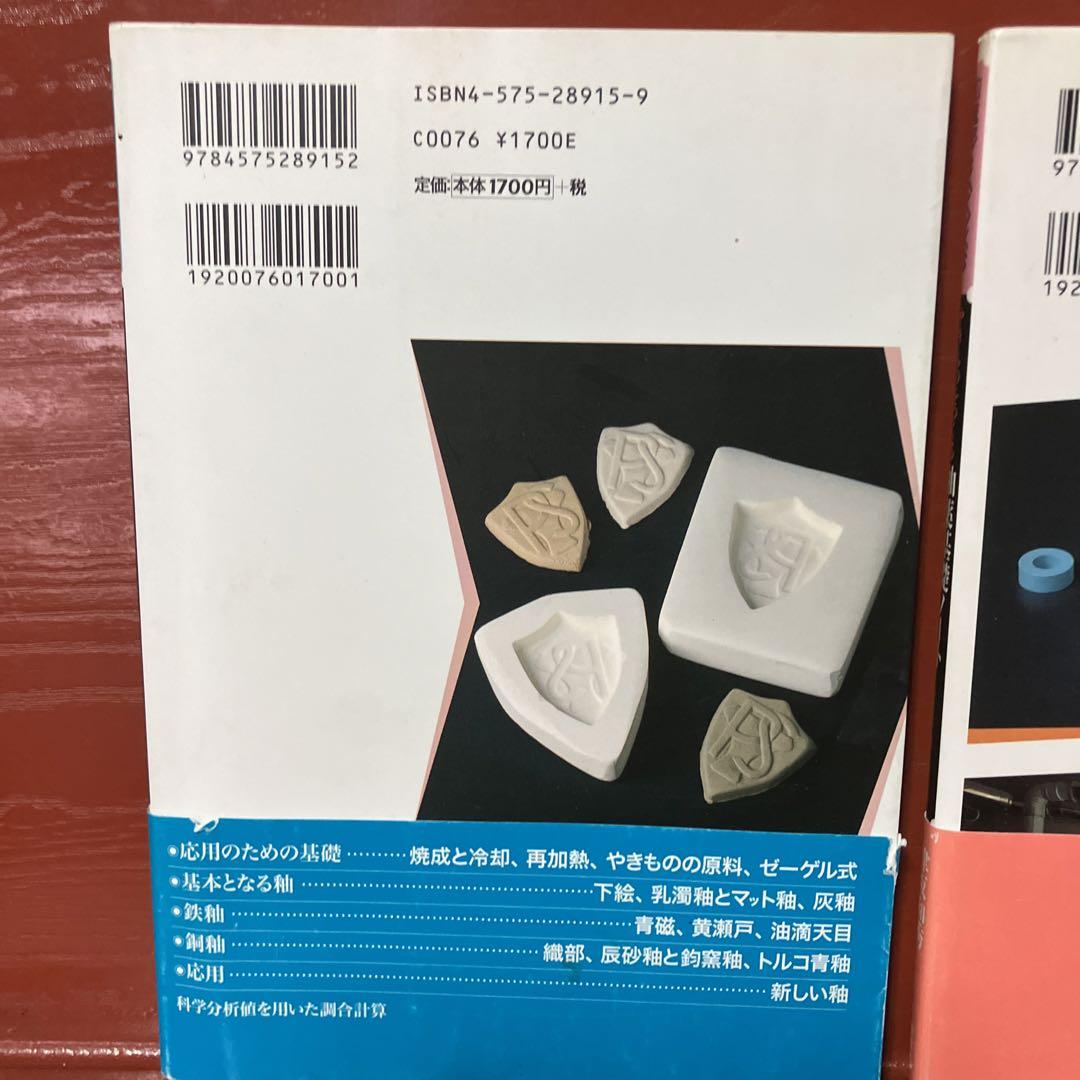 9784575289152
1920076017001
ISBN4-575-28915-9
C0076 ¥1700E
定価:本体1700円+税
●応用のための基礎 ………焼成と冷却、再加熱、やきものの原料、ゼーゲル式
●基本となる釉 ………下絵、乳濁釉とマット釉、灰釉
●鉄釉 ………青磁、黄瀬戸、油滴天目
●銅釉 ………織部、辰砂釉と鈞窯釉、トルコ青釉
●応用 ………新しい釉
科学分析値を用いた調合計算
97
192